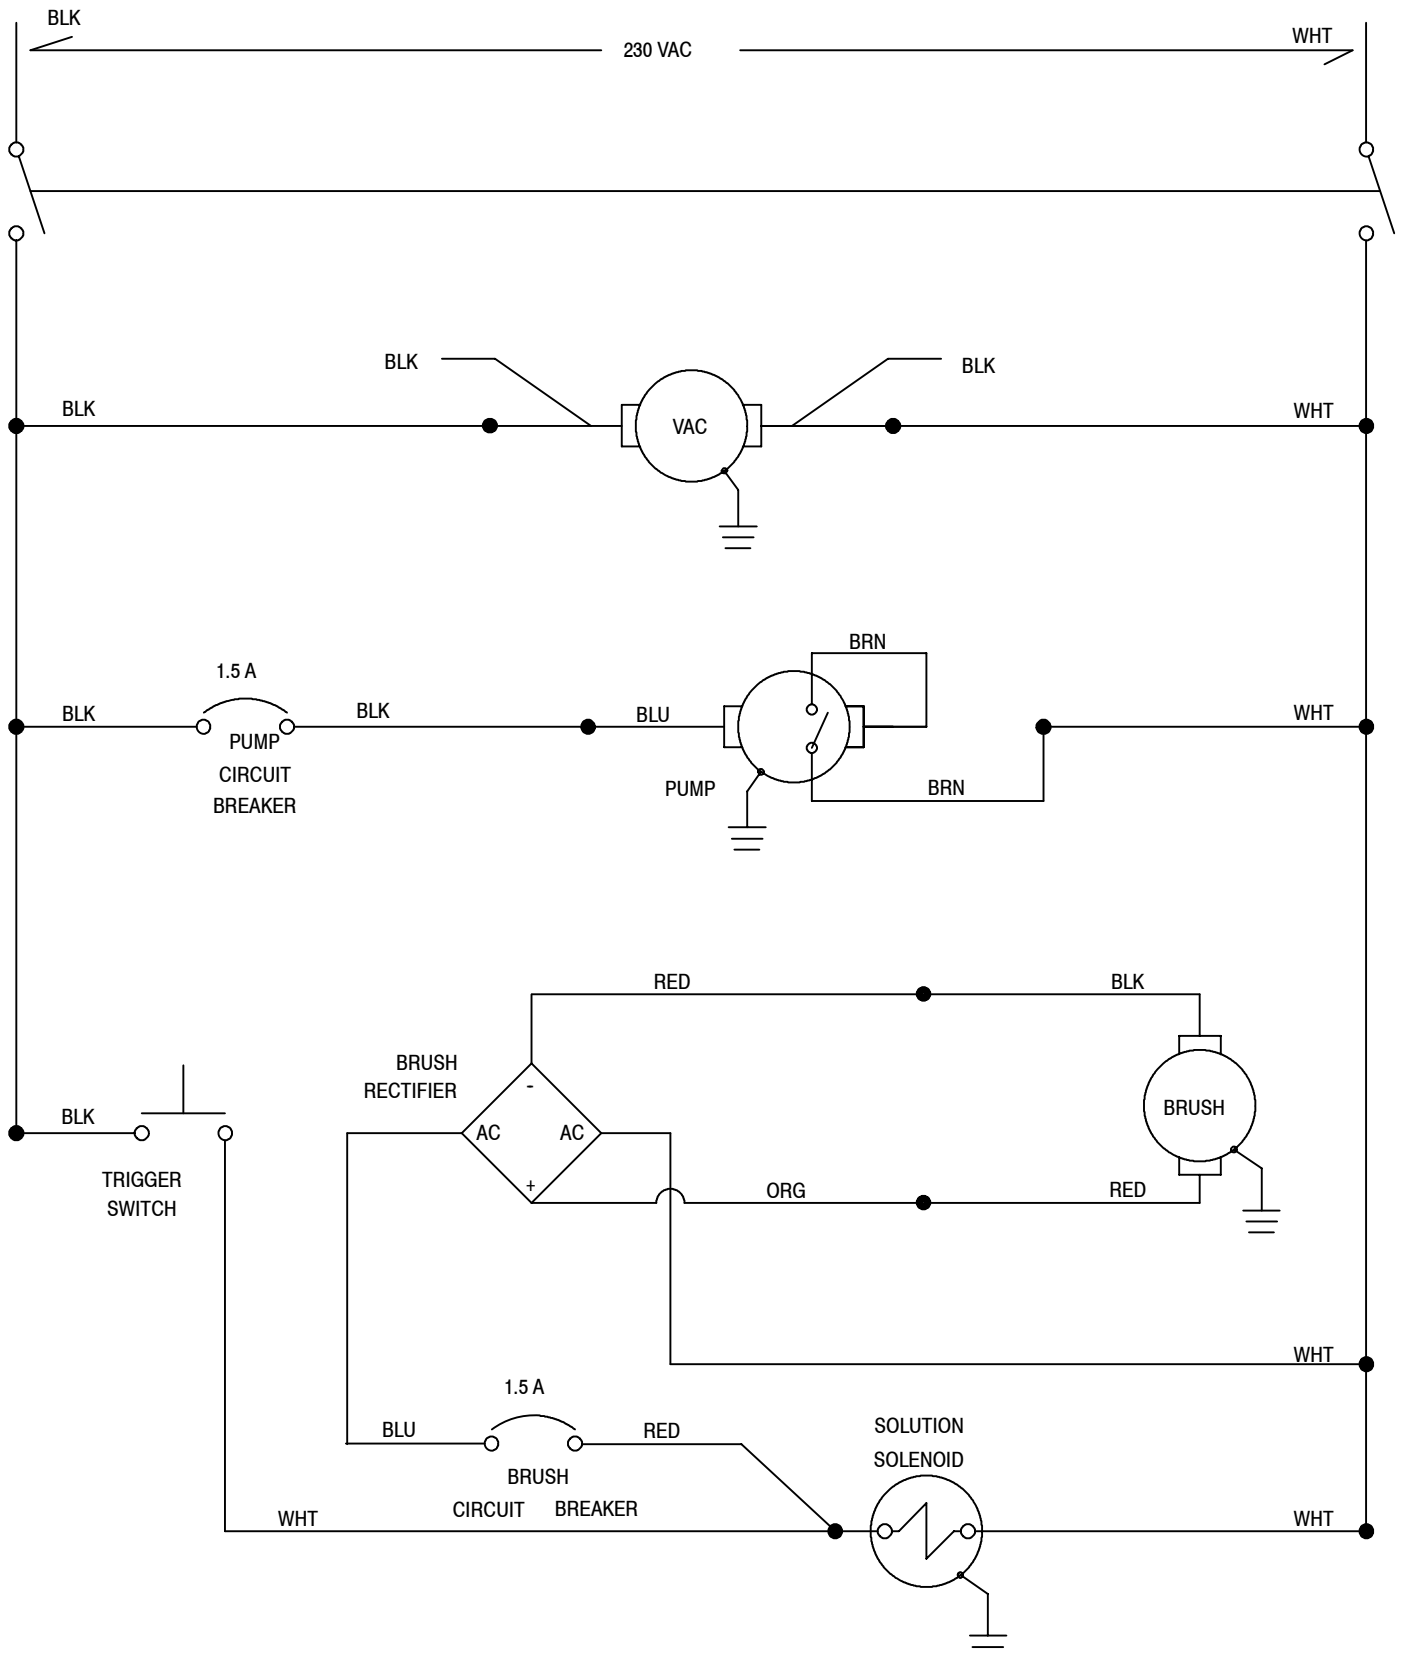 BLK
230 VAC
WHT
BLK
BLK
BLK
VAC
WHT
1.5 A
BRN
BLK
BLK
BLU
WHT
PUMP
CIRCUIT
BREAKER
PUMP
BRN
RED
BLK
BRUSH
RECTIFIER
-
BLK
AC
AC
BRUSH
TRIGGER
SWITCH
+
ORG
RED
WHT
1.5 A
BLU
RED
SOLUTION
SOLENOID
BRUSH
CIRCUIT BREAKER
WHT
WHT